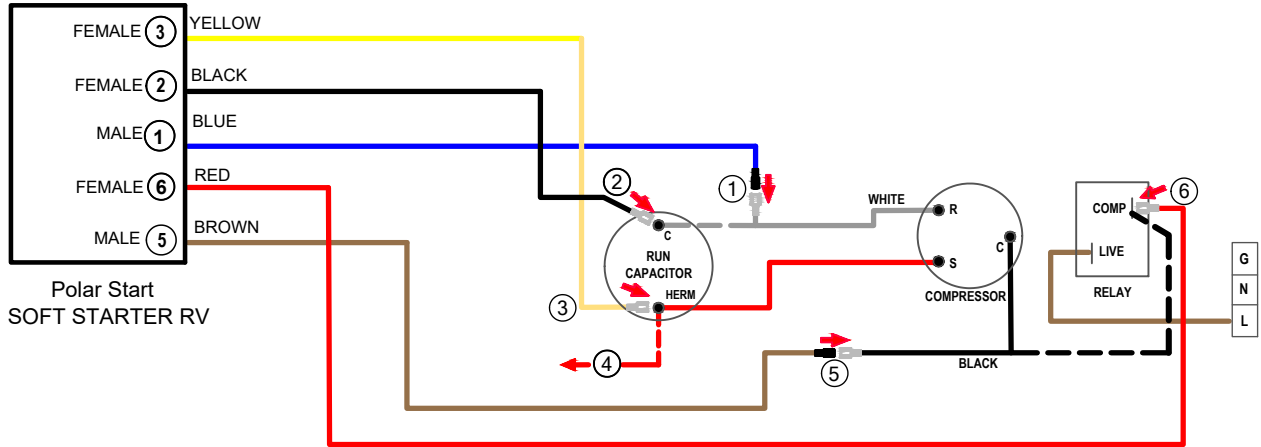 FEMALE 3 YELLOW
FEMALE 2 BLACK
MALE 1 BLUE
FEMALE 6 RED
MALE 5 BROWN
Polar Start
SOFT STARTER RV
2
C
RUN
CAPACITOR
HERM
3
4
1
WHITE
R
C
S
COMPRESSOR
5
BLACK
6
COMP
LIVE
RELAY
G
N
L